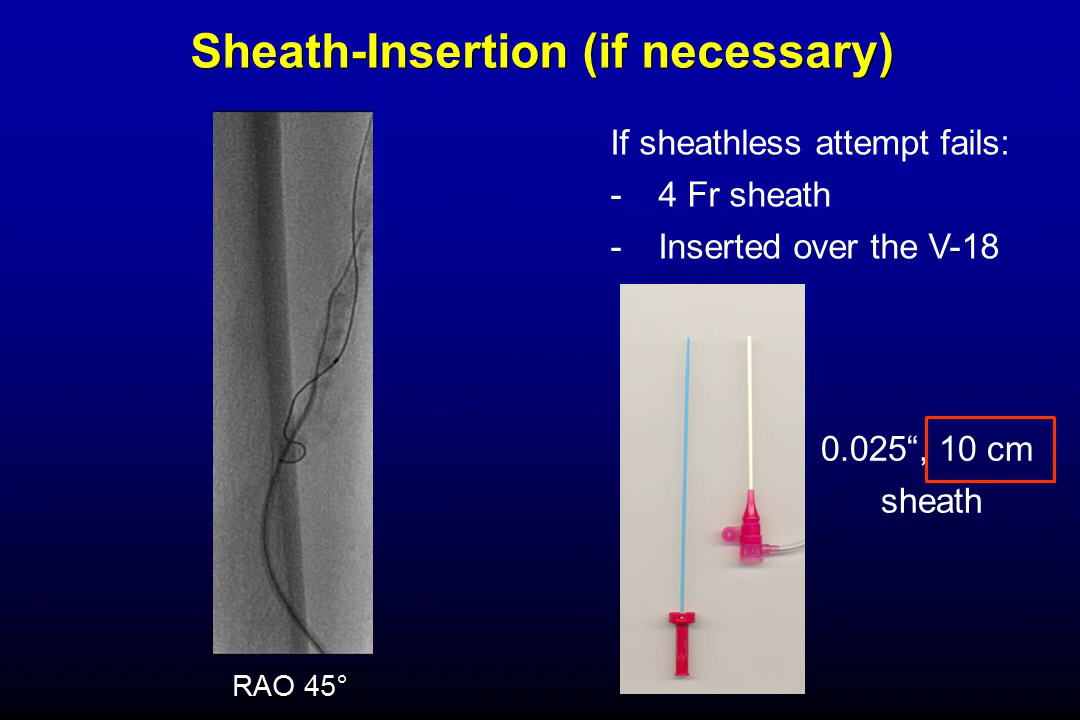 Sheath-Insertion (if necessary)
If sheathless attempt fails:
- 4 Fr sheath
- Inserted over the V-18
0.025“, 10 cm
sheath
RAO 45°